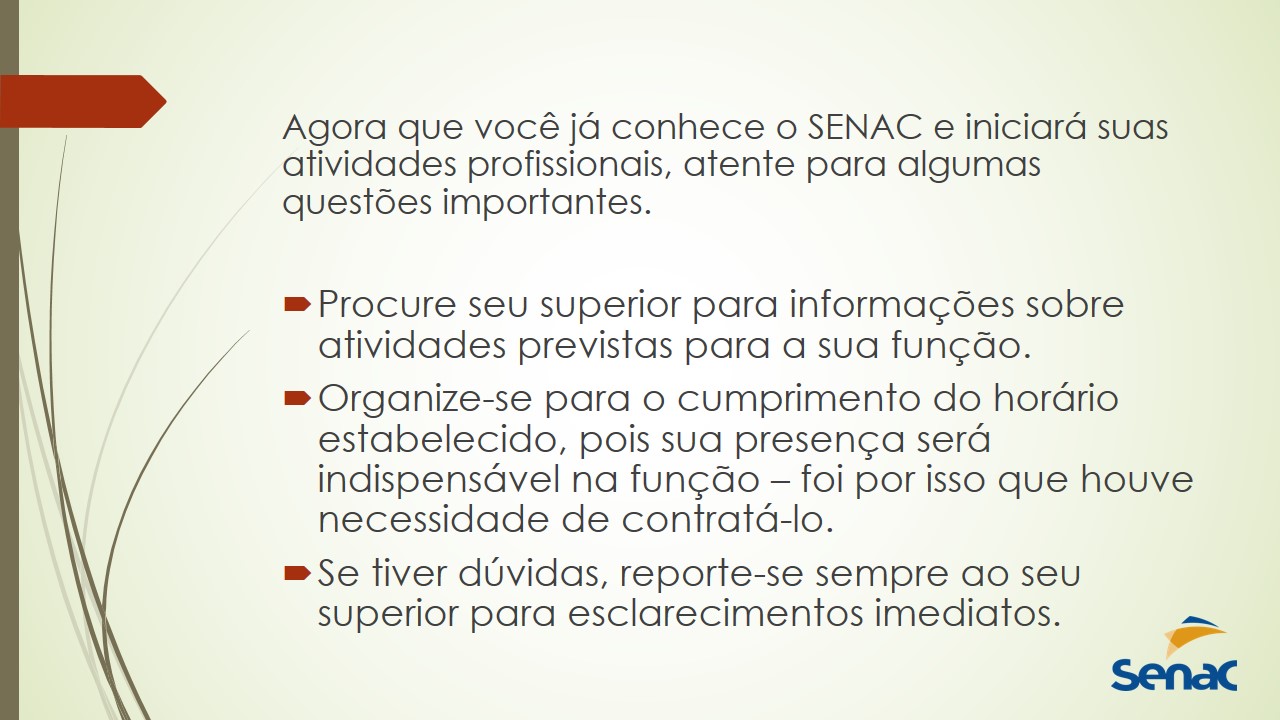 Agora que você já conhece o SENAC e iniciará suas
atividades profissionais, atente para algumas
questões importantes.
Procure seu superior para informações sobre
atividades previstas para a sua função.
Organize-se para o cumprimento do horário
estabelecido, pois sua presença será
indispensável na função – foi por isso que houve
necessidade de contratá-lo.
Se tiver dúvidas, reporte-se sempre ao seu
superior para esclarecimentos imediatos.
Senac